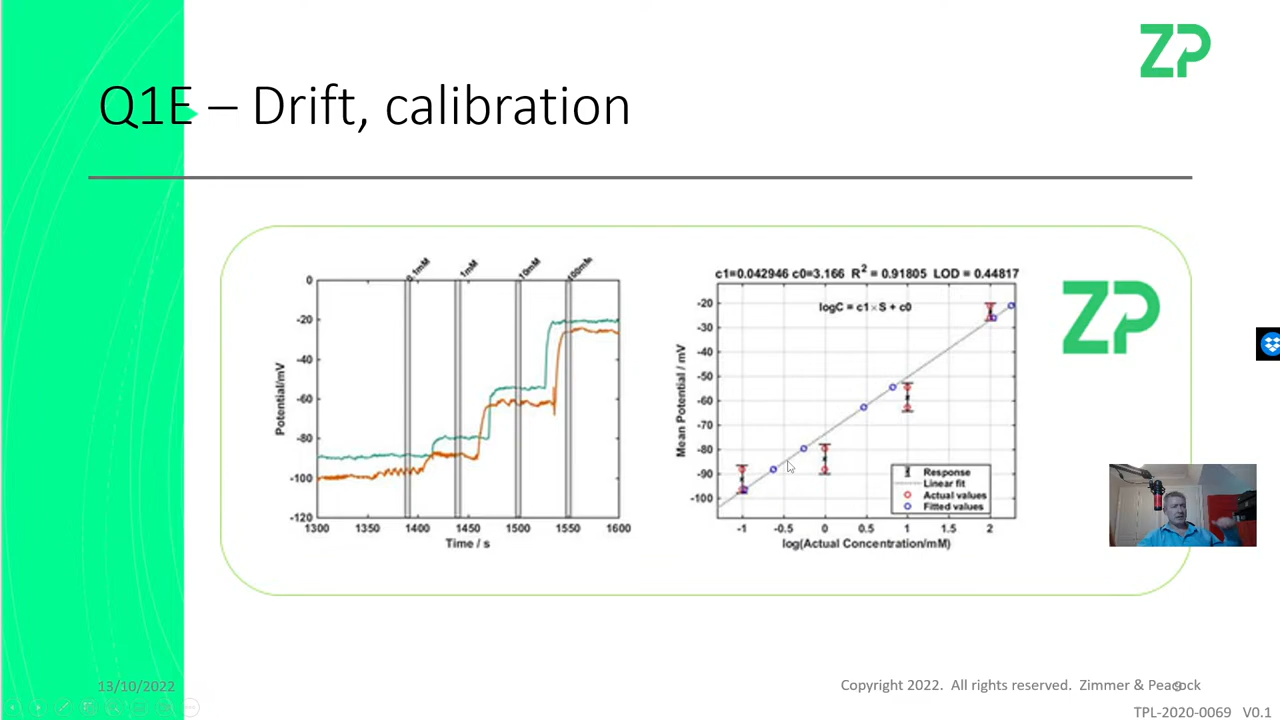 ZP
Q1E – Drift, calibration
0.1mM
1mM
10mM
100mM
0
-20
-40
-60
-80
-100
-120
1300
1350
1400
1450
1500
1550
1600
Potential/mV
Time / s
c1=0.042946 c0=3.166 R² = 0.91805 LOD = 0.44817
logC = c1×S + c0
-20
-30
-40
-50
-60
-70
-80
-90
-100
-1
-0.5
0
0.5
1
1.5
2
Mean Potential / mV
log(Actual Concentration/mM)
Response
Linear fit
Actual values
Fitted values
ZP
13/10/2022
Copyright 2022. All rights reserved. Zimmer & Peacock
9
TPL-2020-0069 V0.1